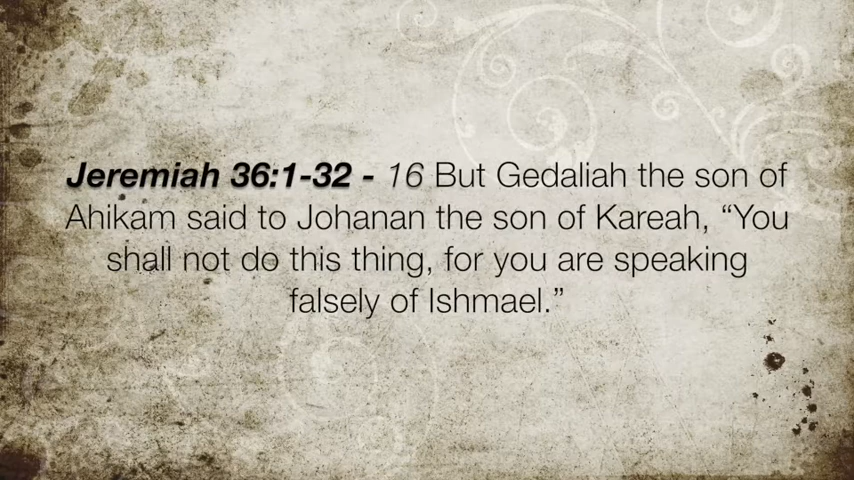 Jeremiah 36:1-32 - 16 But Gedaliah the son of
Ahikam said to Johanan the son of Kareah, “You
shall not do this thing, for you are speaking
falsely of Ishmael.”